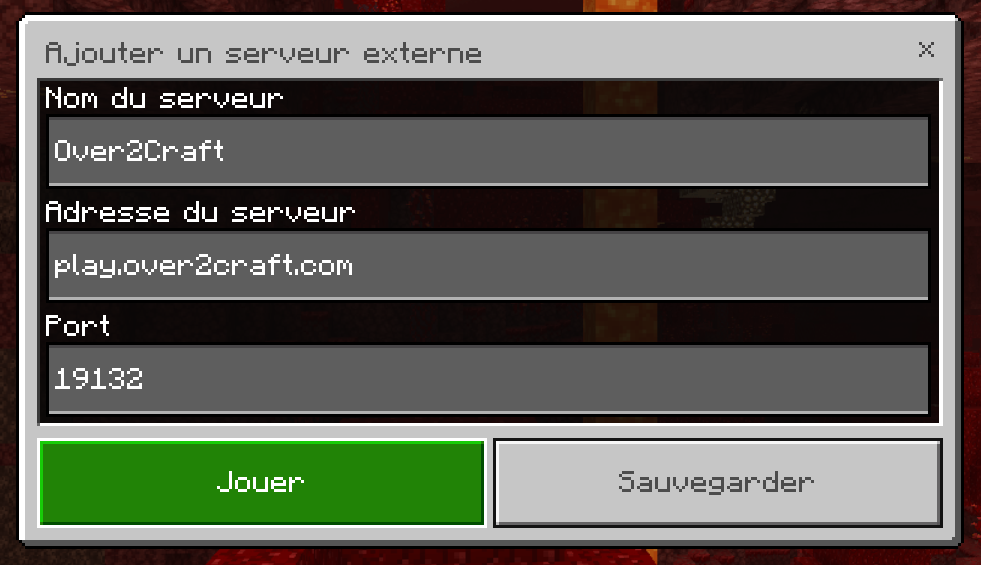 Ajouter un serveur externe
Nom du serveur
Over2Craft
Adresse du serveur
play.over2craft.com
Port
19132
Jouer
Sauvegarder